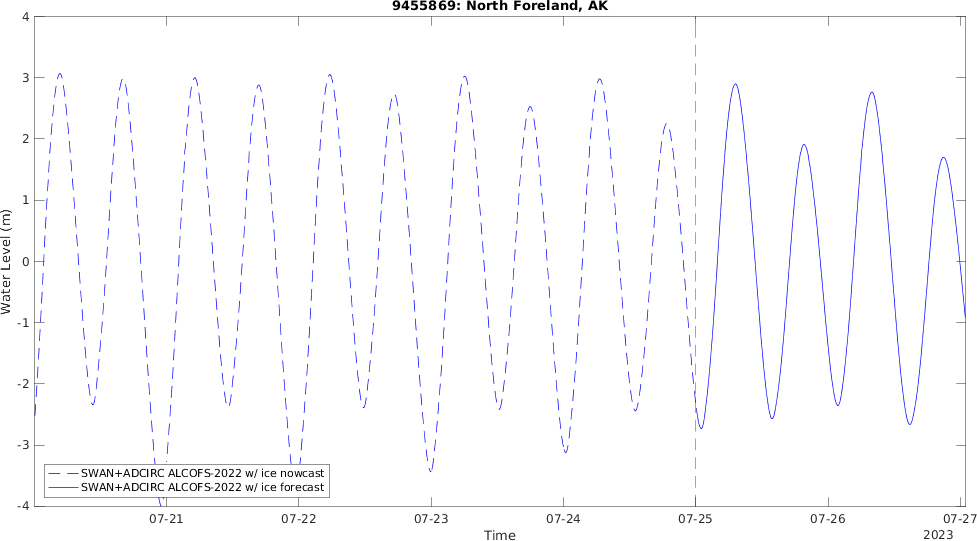 9455869: North Foreland, AK
4
3
2
1
0
-1
-2
-3
-4
Water Level (m)
SWAN+ADCIRC ALCOFS-2022 w/ ice nowcast
SWAN+ADCIRC ALCOFS-2022 w/ ice forecast
07-21 07-22 07-23 07-24 07-25 07-26 07-27
Time
2023